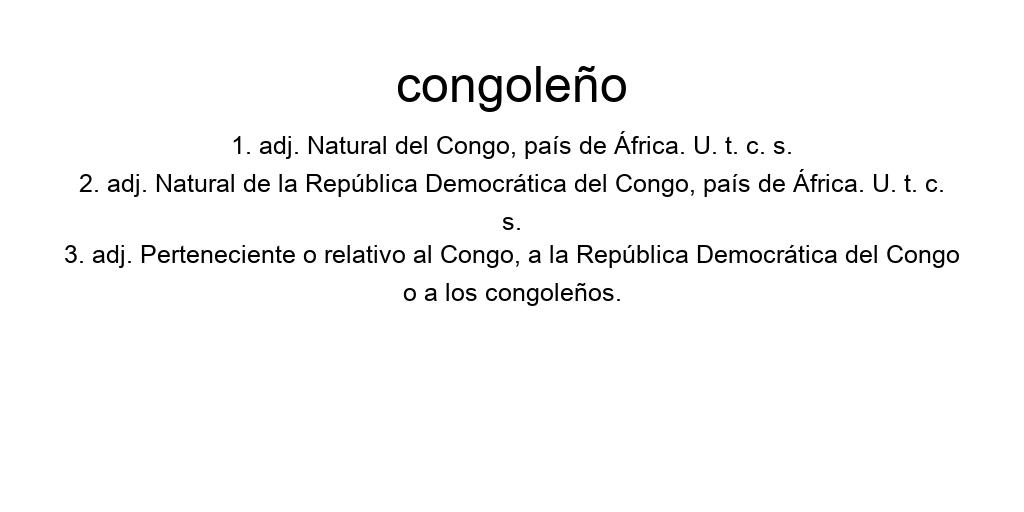 congoleño
1. adj. Natural del Congo, país de África. U. t. c. s.
2. adj. Natural de la República Democrática del Congo, país de África. U. t. c.
s.
3. adj. Perteneciente o relativo al Congo, a la República Democrática del Congo
o a los congoleños.